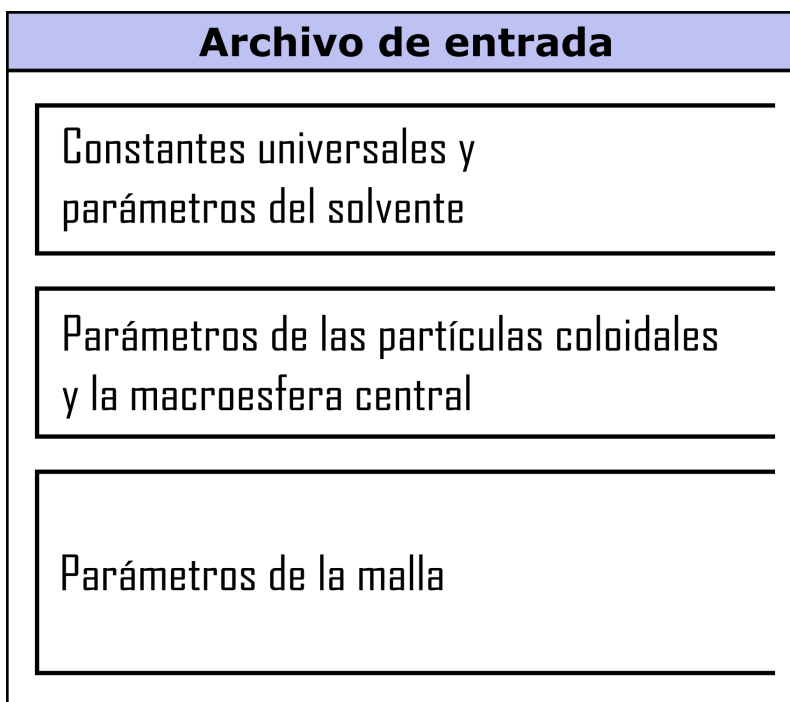 Archivo de entrada
Constantes universales y
parámetros del solvente
Parámetros de las partículas coloidales
y la macroesfera central
Parámetros de la malla